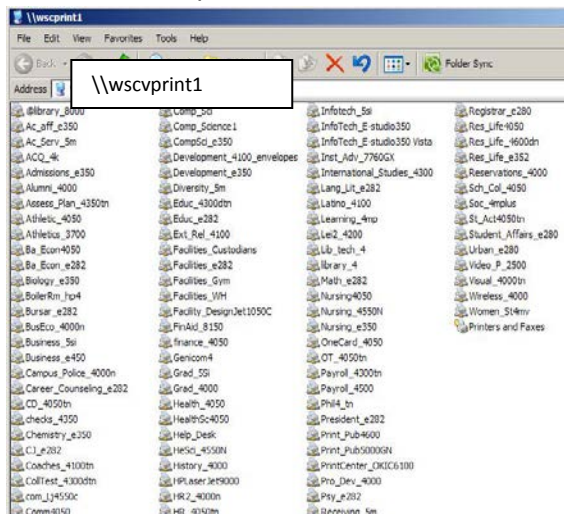 \\wscprint1
File Edit View Favorites Tools Help
Back
Folder Sync
Address
\\wscvprint1
@library_8000
Ac_aff_e350
Ac_Serv_5m
ACQ_4k
Admissions_e350
Alumni_4000
Assess_Plan_4350tn
Athletic_4050
Athletics_3700
Ba_Econ4050
Ba_Econ_e282
Biology_e350
BoilerRm_hp4
Bursar_e282
BusEco_4000n
Business_5si
Business_e450
Campus_Police_4000n
Career_Counseling_e282
CD_4050tn
checks_4350
Chemistry_e350
CJ_e282
Coaches_4100tn
CollTest_4300dtn
com_Lj4550c
Comm4050
Comp_Sci
Comp_Science1
CompSci_e350
Development_4100_envelopes
Development_e350
Diversity_5m
Educ_4300dtn
Educ_e282
Ext_Rel_4100
Facilities_Custodians
Facilities_e282
Facilities_Gym
Facilities_WH
Facility_DesignJet1050C
FinAid_8150
finance_4050
Genicom4
Grad_5Si
Grad_4000
Health_4050
HealthSc4050
Help_Desk
HeSci_4550N
History_4000
HPLaserJet9000
HR2_4000n
HR_4050tn
Infotech_5si
InfoTech_E-studio350
InfoTech_E-studio350 Vista
Inst_Adv_7760GX
International_Studies_4300
Lang_Lit_e282
Latino_4100
Learning_4mp
Lei2_4200
Lib_tech_4
library_4
Math_e282
Nursing4050
Nursing_4550N
Nursing_e350
OneCard_4050
OT_4050tn
Payroll_4300tn
Payroll_4500
Phil4_tn
President_e282
Print_Pub4600
Print_Pub5000GN
PrintCenter_OKIC6100
Pro_Dev_4000
Psy_e282
Receiving_5m
Registrar_e280
Res_Life4050
Res_Life_4600dn
Res_Life_e352
Reservations_4000
Sch_Col_4050
Soc_4mplus
St_Act4050tn
Student_Affairs_e280
Urban_e280
Video_P_2500
Visual_4000tn
Wireless_4000
Women_St4mv
Printers and Faxes